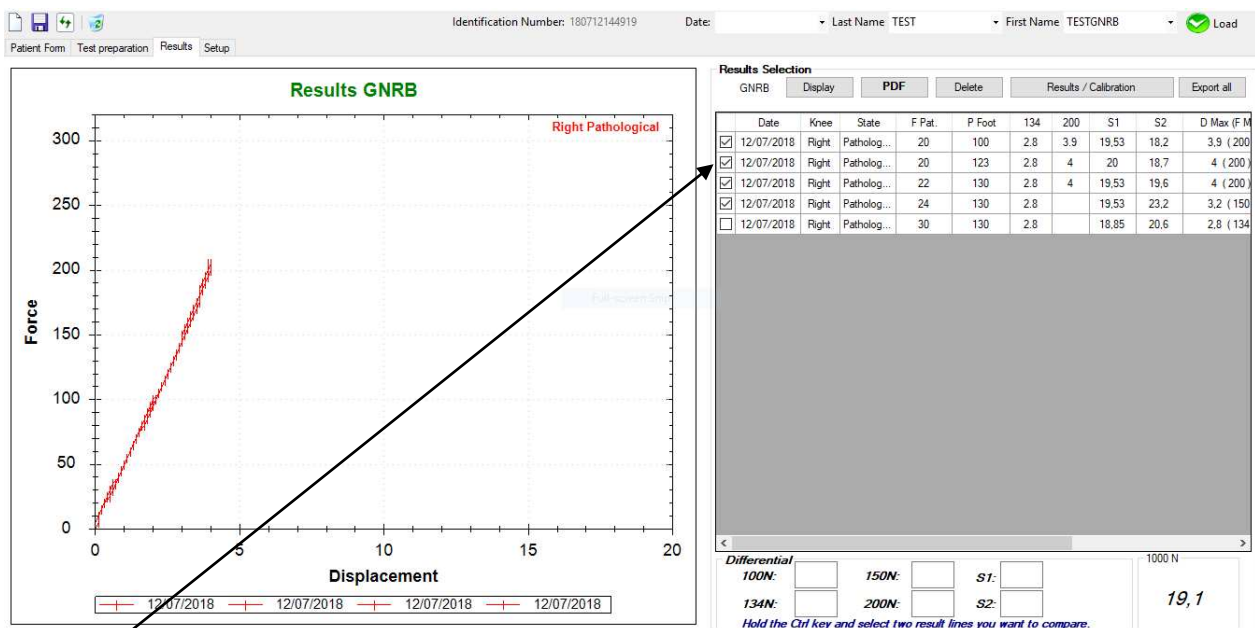 Identification Number: 180712144919 Date: Last Name TEST First Name TESTGNRB Load
Patient Form Test preparation Results Setup
Results GNRB
Right Pathological
300
250
200
150
100
50
0
Force
0 5 10 15 20
Displacement
12/07/2018 12/07/2018 12/07/2018 12/07/2018
Results Selection
GNRB Display PDF Delete Results / Calibration Export all
Date Knee State F Pat. P Foot 134 200 S1 S2 D Max (F M
12/07/2018 Right Patholog... 20 100 2.8 3.9 19,53 18,2 3,9 ( 200
12/07/2018 Right Patholog... 20 123 2.8 4 20 18,7 4 ( 200 )
12/07/2018 Right Patholog... 22 130 2.8 4 19,53 19,6 4 ( 200 )
12/07/2018 Right Patholog... 24 130 2.8 19,53 23,2 3,2 ( 150
12/07/2018 Right Patholog... 30 130 2.8 18,85 20,6 2,8 ( 134
Differential
100N: 150N: S1:
134N: 200N: S2:
Hold the Ctrl key and select two result lines you want to compare.
1000 N
19,1